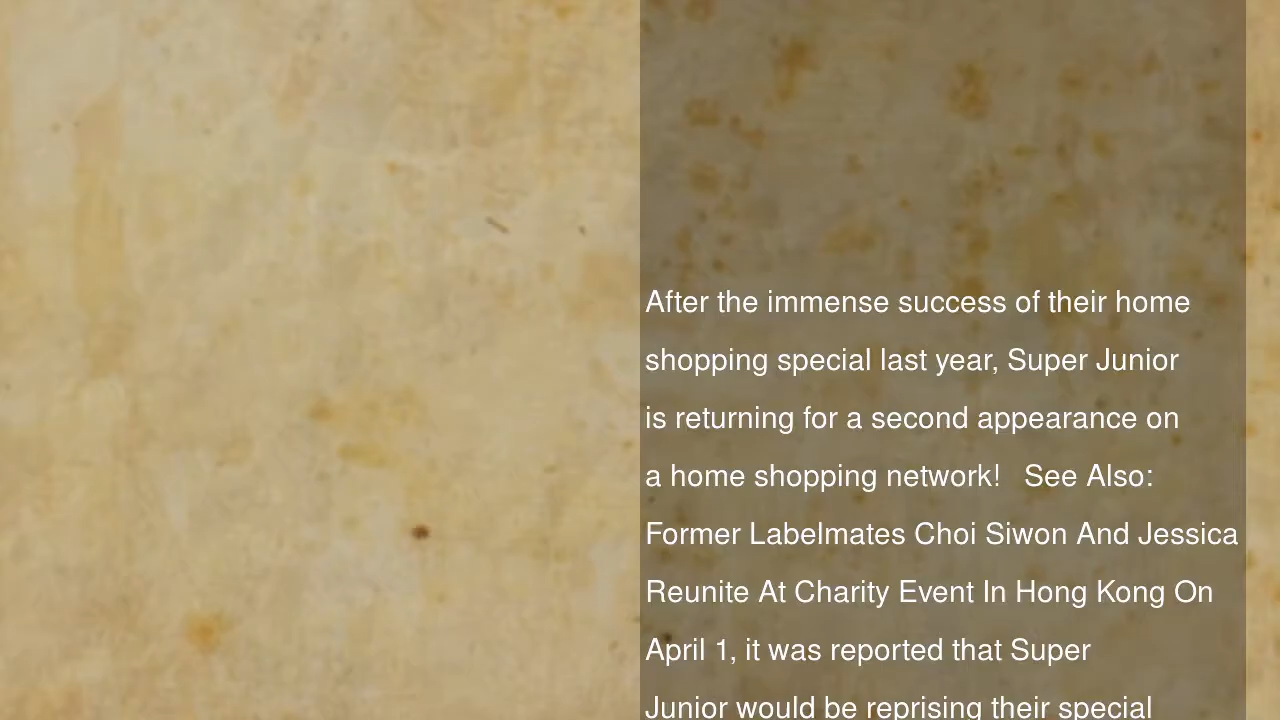 After the immense success of their home
shopping special last year, Super Junior
is returning for a second appearance on
a home shopping network!   See Also:
Former Labelmates Choi Siwon And Jessica
Reunite At Charity Event In Hong Kong On
April 1, it was reported that Super
Junior would be reprising their special